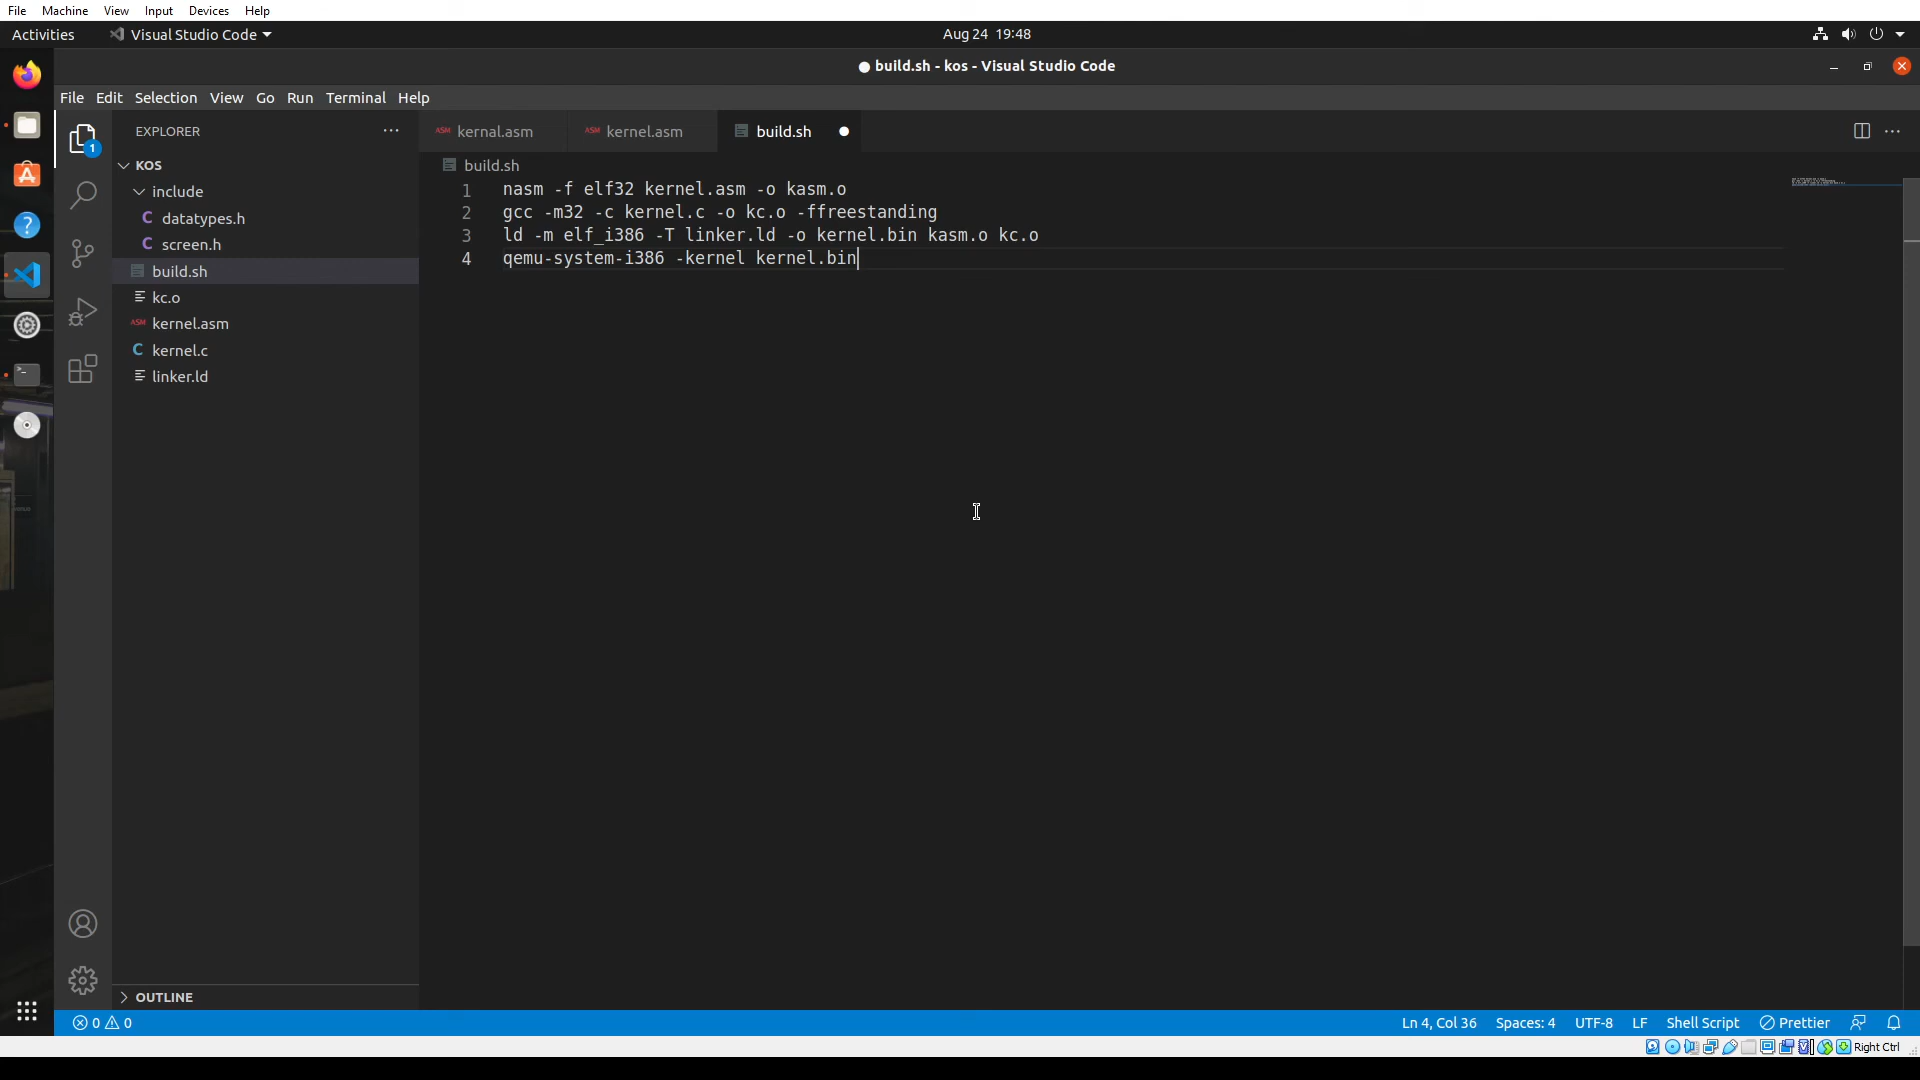 File Machine View Input Devices Help
Activities Visual Studio Code Aug 24 19:48
● build.sh - kos - Visual Studio Code
File Edit Selection View Go Run Terminal Help
EXPLORER
KOS
include
C datatypes.h
C screen.h
build.sh
kc.o
ASM kernel.asm
C kernel.c
linker.ld
OUTLINE
1
ASM kernal.asm ASM kernel.asm build.sh
build.sh
1 nasm -f elf32 kernel.asm -o kasm.o
2 gcc -m32 -c kernel.c -o kc.o -ffreestanding
3 ld -m elf_i386 -T linker.ld -o kernel.bin kasm.o kc.o
4 qemu-system-i386 -kernel kernel.bin
0 0 Ln 4, Col 36 Spaces: 4 UTF-8 LF Shell Script Prettier
Right Ctrl